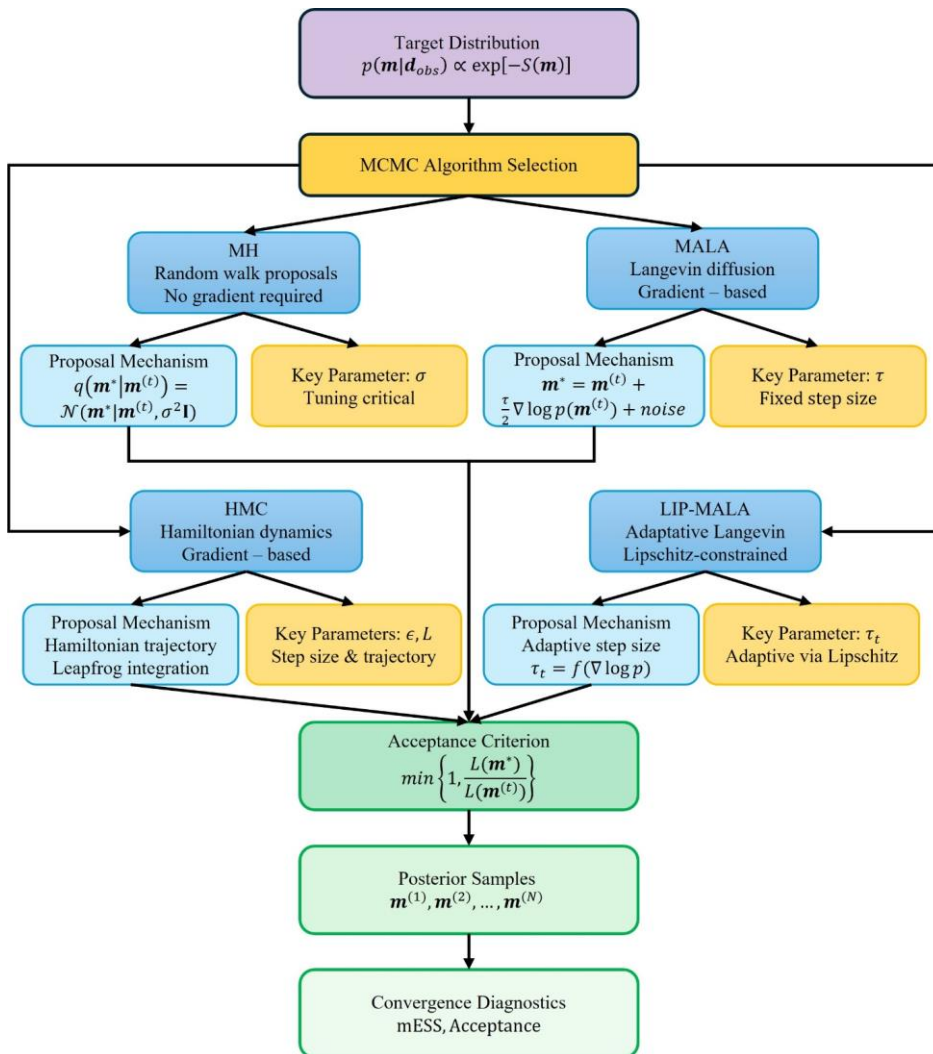 Target Distribution
p(m|d_obs) ∝ exp[−S(m)]
MCMC Algorithm Selection
MH
Random walk proposals
No gradient required
MALA
Langevin diffusion
Gradient – based
Proposal Mechanism
q(m*|m^(t)) =
𝒩(m*|m^(t), σ²I)
Key Parameter: σ
Tuning critical
Proposal Mechanism
m* = m^(t) +
τ/2 ∇ log p(m^(t)) + noise
Key Parameter: τ
Fixed step size
HMC
Hamiltonian dynamics
Gradient – based
LIP-MALA
Adaptative Langevin
Lipschitz-constrained
Proposal Mechanism
Hamiltonian trajectory
Leapfrog integration
Key Parameters: ϵ, L
Step size & trajectory
Proposal Mechanism
Adaptive step size
τ_t = f(∇ log p)
Key Parameter: τ_t
Adaptive via Lipschitz
Acceptance Criterion
min {1, L(m*)/L(m^(t))}
Posterior Samples
m^(1), m^(2), …, m^(N)
Convergence Diagnostics
mESS, Acceptance